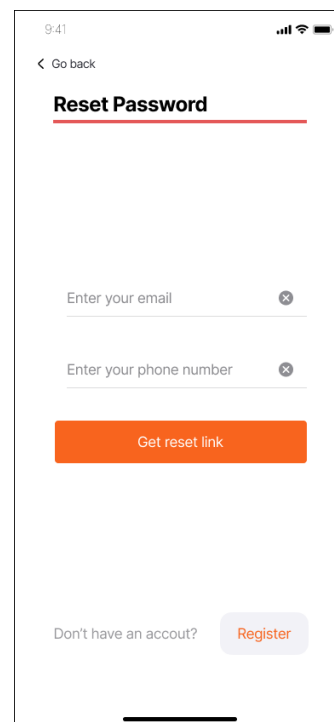 9:41
Go back
Reset Password
Enter your email
Enter your phone number
Get reset link
Don't have an accout? Register